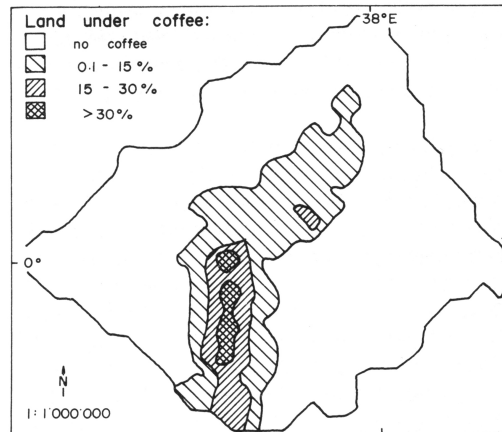 Land under coffee:
38°E
no coffee
0·1 - 15%
15 - 30%
>30%
0°
N
1:1'000'000